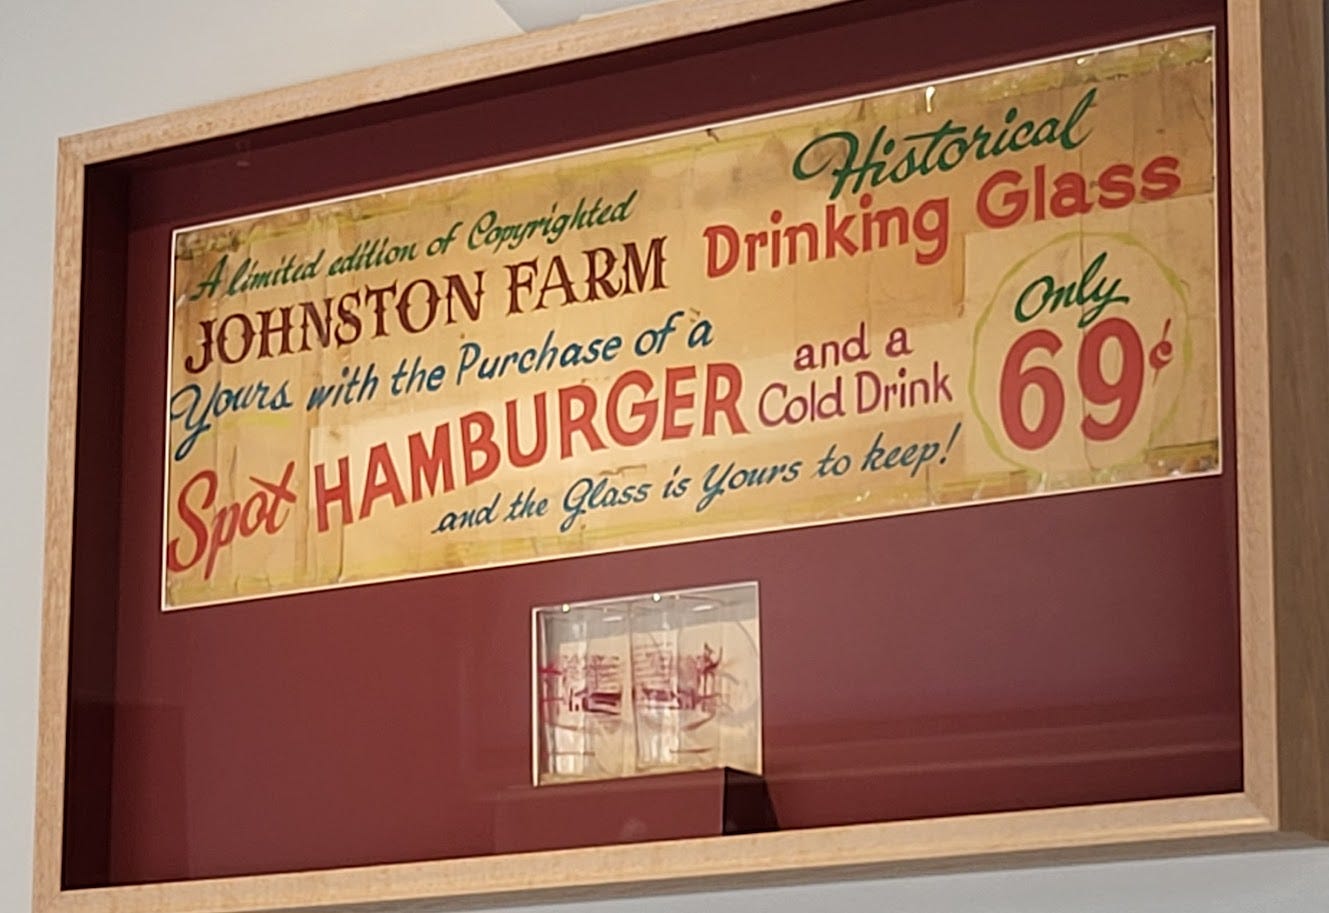 A limited edition of Copyrighted
JOHNSTON FARM
Historical
Drinking Glass
Yours with the Purchase of a
Spot HAMBURGER
and a
Cold Drink
Only
69¢
and the Glass is Yours to keep!